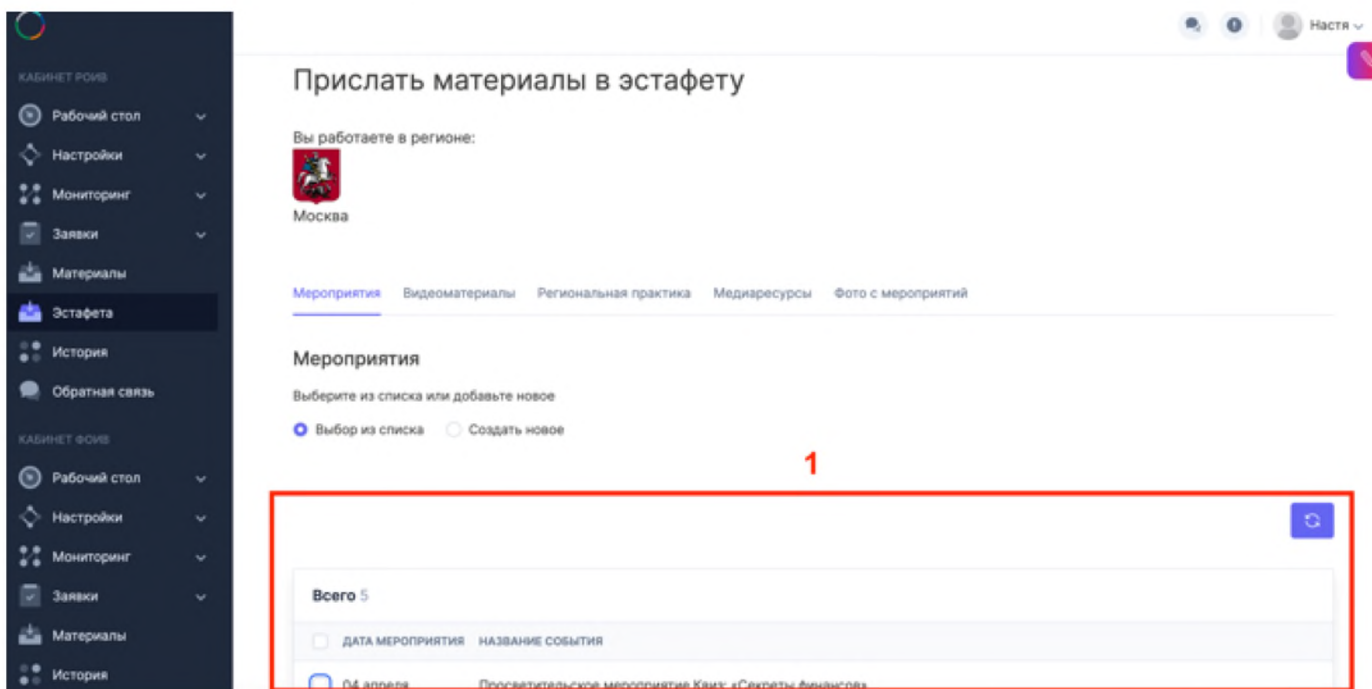 Настя
КАБИНЕТ РОИВ
Рабочий стол
Настройки
Мониторинг
Заявки
Материалы
Эстафета
История
Обратная связь
КАБИНЕТ ФОИВ
Рабочий стол
Настройки
Мониторинг
Заявки
Материалы
История
Прислать материалы в эстафету
Вы работаете в регионе:
Москва
Мероприятия Видеоматериалы Региональная практика Медиаресурсы Фото с мероприятий
Мероприятия
Выберите из списка или добавьте новое
Выбор из списка Создать новое
1
Всего 5
ДАТА МЕРОПРИЯТИЯ НАЗВАНИЕ СОБЫТИЯ
04 апреля Просветительское мероприятие Квиз: «Секреты финансов»